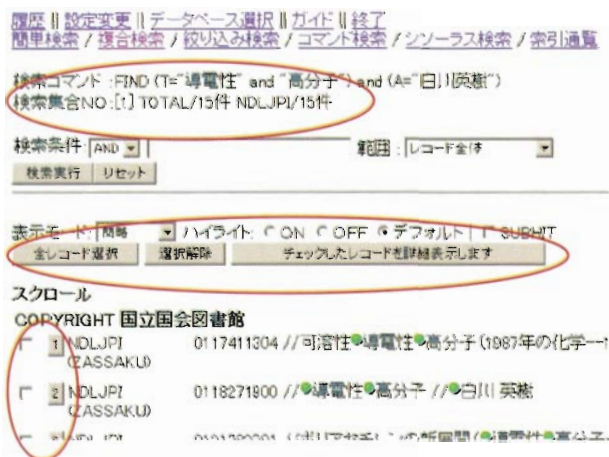 履歴 || 設定変更 || データベース選択 || ガイド || 終了
簡単検索 / 複合検索 / 絞り込み検索 / コマンド検索 / シソーラス検索 / 索引通覧
検索コマンド :FIND (T="導電性" and "高分子") and (A="白川英樹")
検索集合NO:[1] TOTAL/15件 NDLJPI/15件
検索条件: AND 範囲: レコード全体
検索実行 リセット
表示モード: 簡略 ハイライト: ON OFF デフォルト | SUBMIT
全レコード選択 選択解除 チェックしたレコードを詳細表示します
スクロール
COPYRIGHT 国立国会図書館
1 NDLJPI 0117411304 // 可溶性導電性高分子 (1987年の化学
(ZASSAKU)
2 NDLJPI 0118271900 // 導電性高分子 // 白川 英樹
(ZASSAKU)